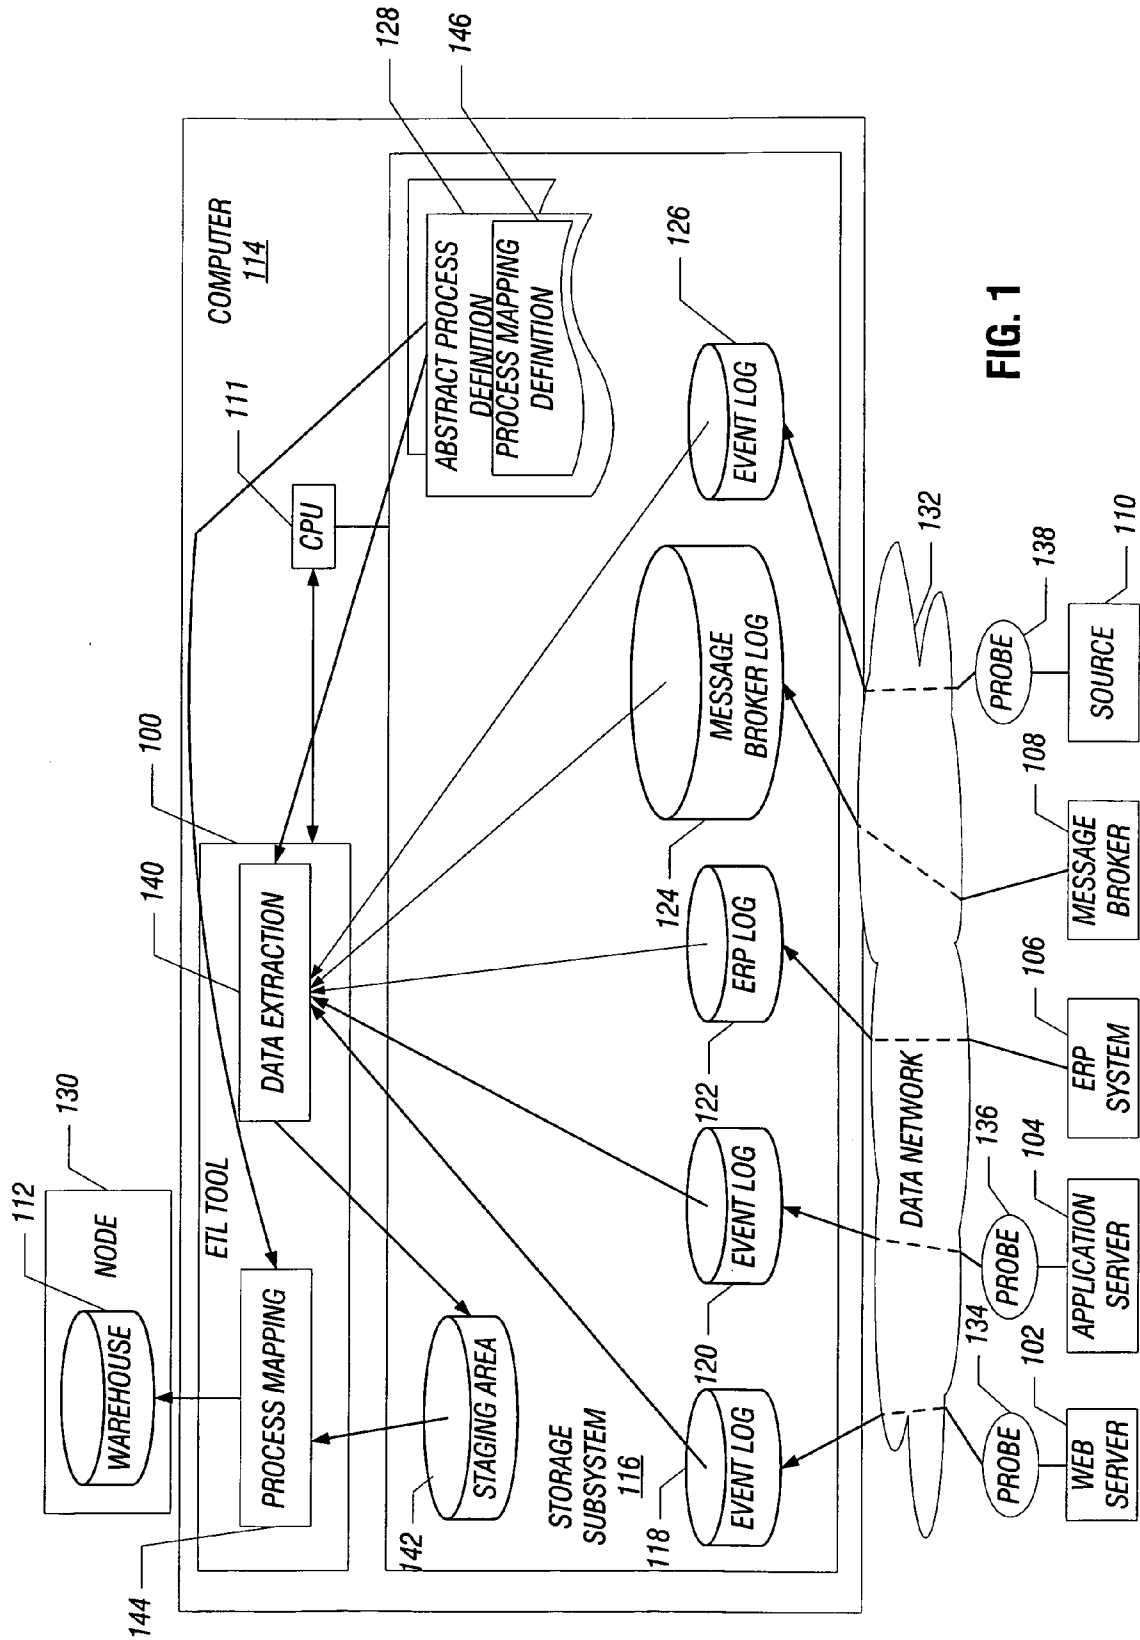 130
112
NODE
WAREHOUSE
144
ETL TOOL
140
100
PROCESS MAPPING
DATA EXTRACTION
111
CPU
COMPUTER
114
128
146
ABSTRACT PROCESS
DEFINITION
PROCESS MAPPING
DEFINITION
142
STAGING AREA
STORAGE
SUBSYSTEM
116
118
EVENT LOG
120
EVENT LOG
122
ERP LOG
124
MESSAGE
BROKER LOG
126
EVENT LOG
DATA NETWORK
132
134
PROBE
136
PROBE
138
PROBE
102
WEB
SERVER
104
APPLICATION
SERVER
106
ERP
SYSTEM
108
MESSAGE
BROKER
110
SOURCE
FIG. 1